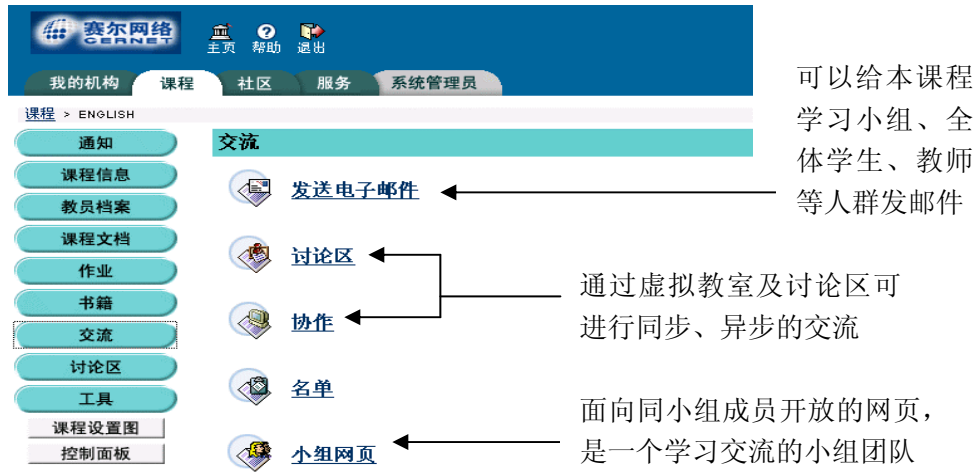 赛尔网络
CERNET
主页 帮助 退出
我的机构 课程 社区 服务 系统管理员
课程 > ENGLISH
通知
课程信息
教员档案
课程文档
作业
书籍
交流
讨论区
工具
课程设置图
控制面板
交流
发送电子邮件
讨论区
协作
名单
小组网页
可以给本课程
学习小组、全
体学生、教师
等人群发邮件
通过虚拟教室及讨论区可
进行同步、异步的交流
面向同小组成员开放的网页，
是一个学习交流的小组团队